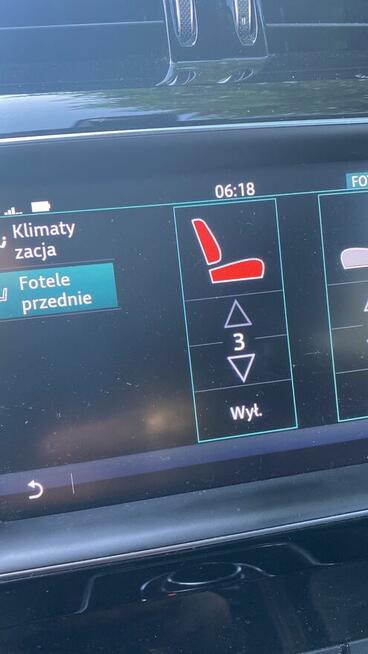 06:18
FO
Klimaty
zacja
Fotele
przednie
3
Wył.